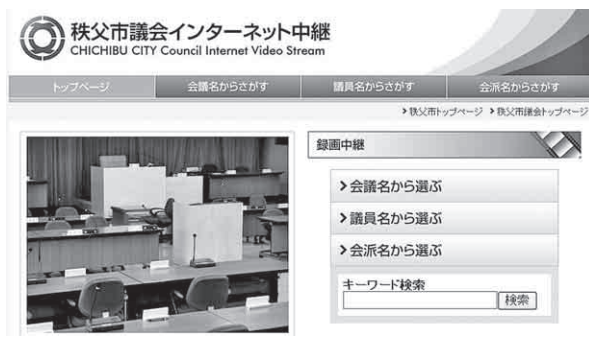 秩父市議会インターネット中継
CHICHIBU CITY Council Internet Video Stream
トップページ 会議名からさがす 議員名からさがす 会派名からさがす
>秩父市トップページ >秩父市議会トップページ
録画中継
>会議名から選ぶ
>議員名から選ぶ
>会派名から選ぶ
キーワード検索
検索